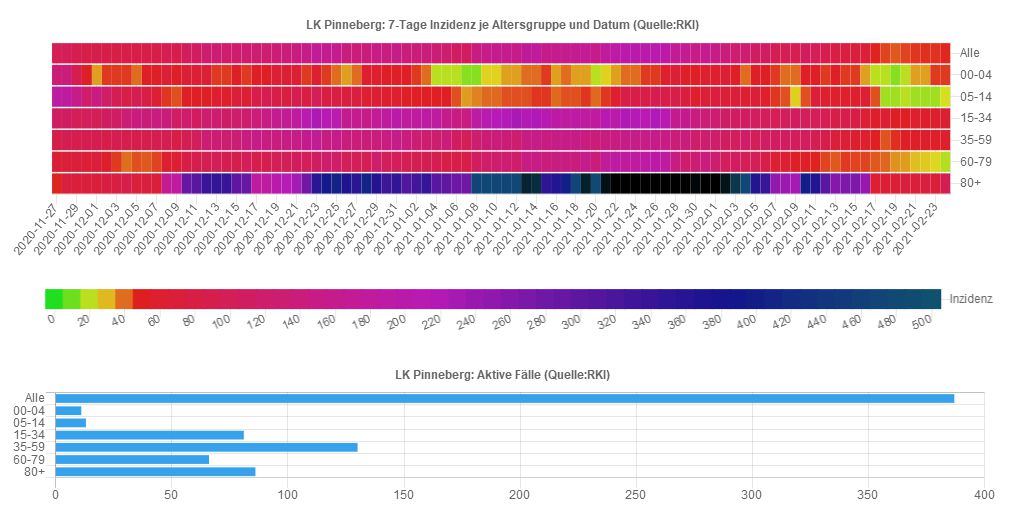 LK Pinneberg: 7-Tage Inzidenz je Altersgruppe und Datum (Quelle:RKI)
Alle
00-04
05-14
15-34
35-59
60-79
80+
2020-11-27 2020-11-29 2020-12-01 2020-12-03 2020-12-05 2020-12-07 2020-12-09 2020-12-11 2020-12-13 2020-12-15 2020-12-17 2020-12-19 2020-12-21 2020-12-23 2020-12-25 2020-12-27 2020-12-29 2020-12-31 2021-01-02 2021-01-04 2021-01-06 2021-01-08 2021-01-10 2021-01-12 2021-01-14 2021-01-16 2021-01-18 2021-01-20 2021-01-22 2021-01-24 2021-01-26 2021-01-28 2021-01-30 2021-02-01 2021-02-03 2021-02-05 2021-02-07 2021-02-09 2021-02-11 2021-02-13 2021-02-15 2021-02-17 2021-02-19 2021-02-21 2021-02-23
Inzidenz
0 20 40 60 80 100 120 140 160 180 200 220 240 260 280 300 320 340 360 380 400 420 440 460 480 500
LK Pinneberg: Aktive Fälle (Quelle:RKI)
Alle
00-04
05-14
15-34
35-59
60-79
80+
0 50 100 150 200 250 300 350 400